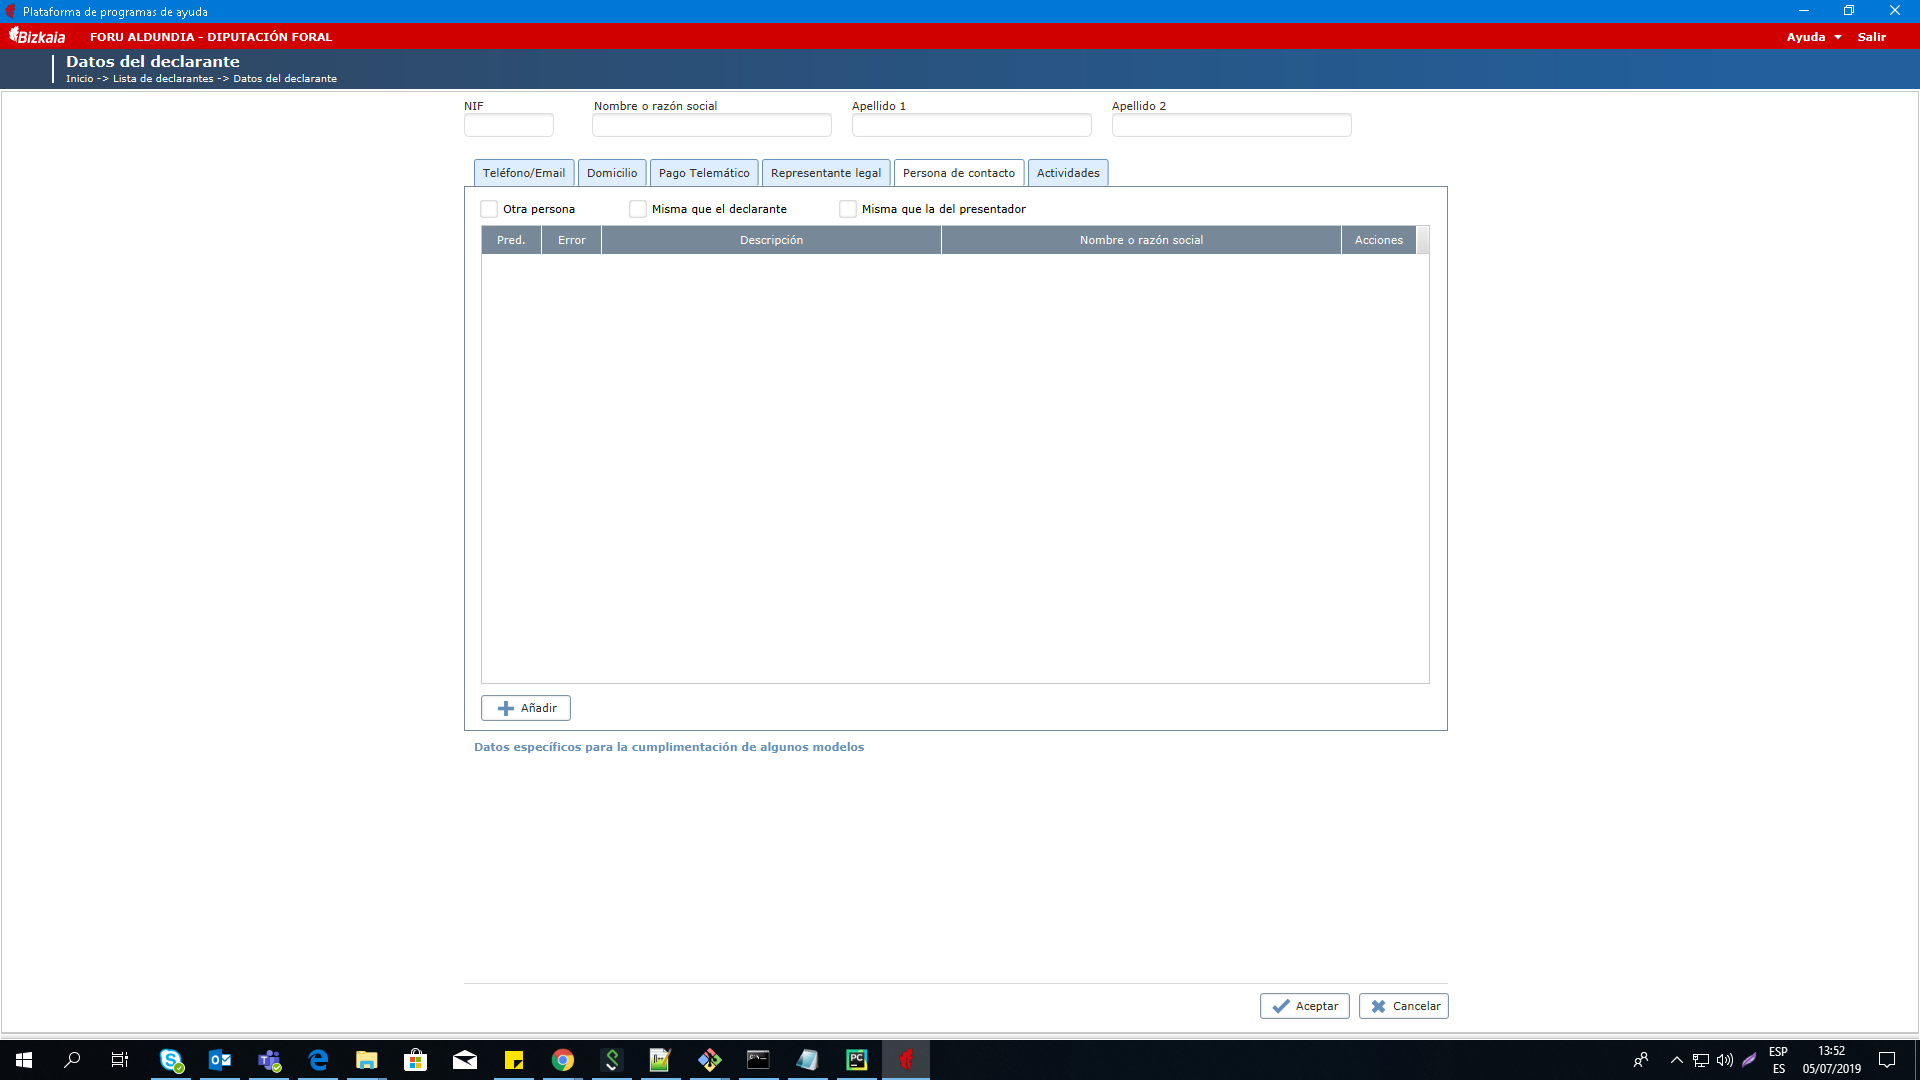 Plataforma de programas de ayuda
Bizkaia FORU ALDUNDIA - DIPUTACIÓN FORAL Ayuda Salir
Datos del declarante
Inicio -> Lista de declarantes -> Datos del declarante
NIF Nombre o razón social Apellido 1 Apellido 2
Teléfono/Email Domicilio Pago Telemático Representante legal Persona de contacto Actividades
Otra persona Misma que el declarante Misma que la del presentador
Pred. Error Descripción Nombre o razón social Acciones
Añadir
Datos específicos para la cumplimentación de algunos modelos
Aceptar Cancelar
ESP 13:52
ES 05/07/2019